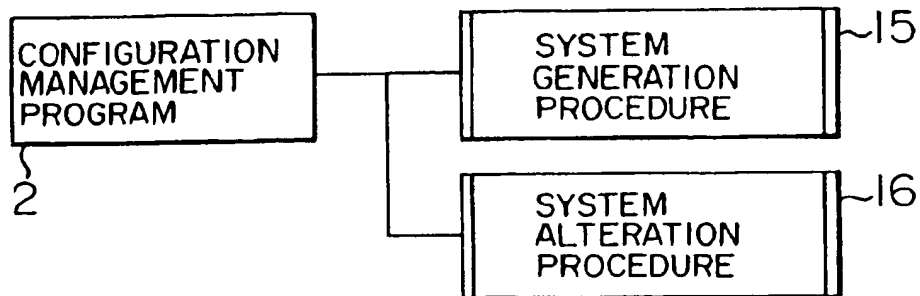 CONFIGURATION
MANAGEMENT
PROGRAM
2
SYSTEM
GENERATION
PROCEDURE
15
SYSTEM
ALTERATION
PROCEDURE
16